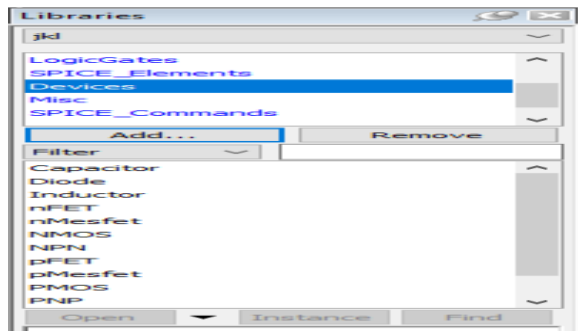 Libraries
jkl
LogicGates
SPICE_Elements
Devices
Misc
SPICE_Commands
Add... Remove
Filter
Capacitor
Diode
Inductor
nFET
nMesfet
NMOS
NPN
pFET
pMesfet
PMOS
PNP
Open Instance Find